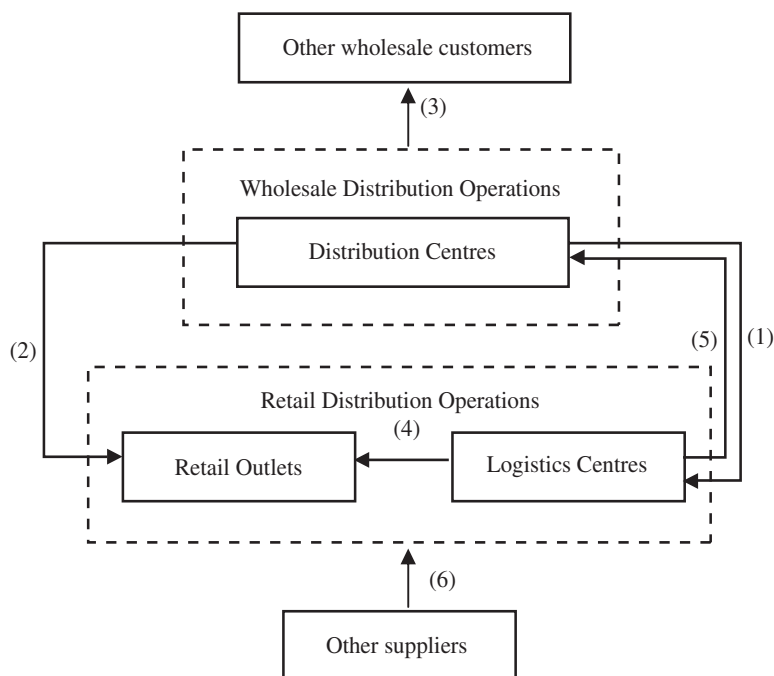 Other wholesale customers
(3)
Wholesale Distribution Operations
Distribution Centres
(2)
(5)
(1)
Retail Distribution Operations
(4)
Retail Outlets
Logistics Centres
(6)
Other suppliers